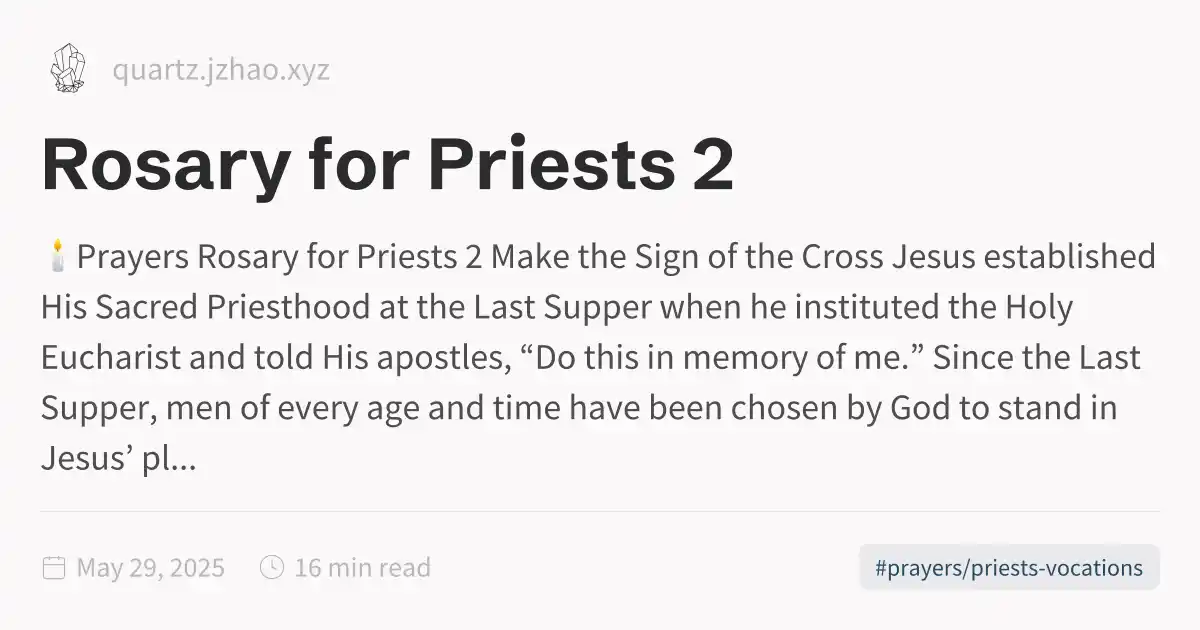 quartz.jzhao.xyz
Rosary for Priests 2
🕯️Prayers Rosary for Priests 2 Make the Sign of the Cross Jesus established
His Sacred Priesthood at the Last Supper when he instituted the Holy
Eucharist and told His apostles, “Do this in memory of me.” Since the Last
Supper, men of every age and time have been chosen by God to stand in
Jesus’ pl...
May 29, 2025 16 min read #prayers/priests-vocations